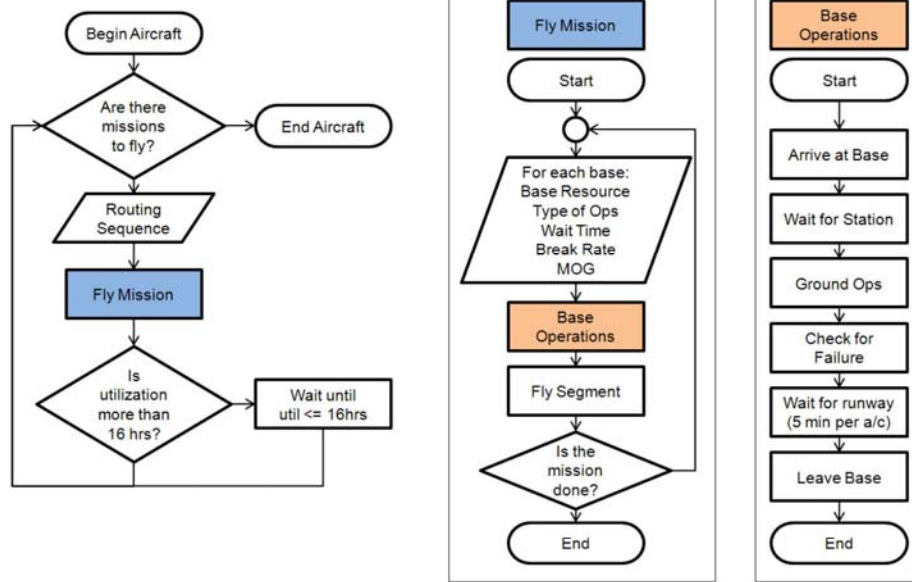 Begin Aircraft
Are there
missions
to fly?
End Aircraft
Routing
Sequence
Fly Mission
Is
utilization
more than
16 hrs?
Wait until
util <= 16hrs
Fly Mission
Start
For each base:
Base Resource
Type of Ops
Wait Time
Break Rate
MOG
Base
Operations
Fly Segment
Is the
mission
done?
End
Base
Operations
Start
Arrive at Base
Wait for Station
Ground Ops
Check for
Failure
Wait for runway
(5 min per a/c)
Leave Base
End